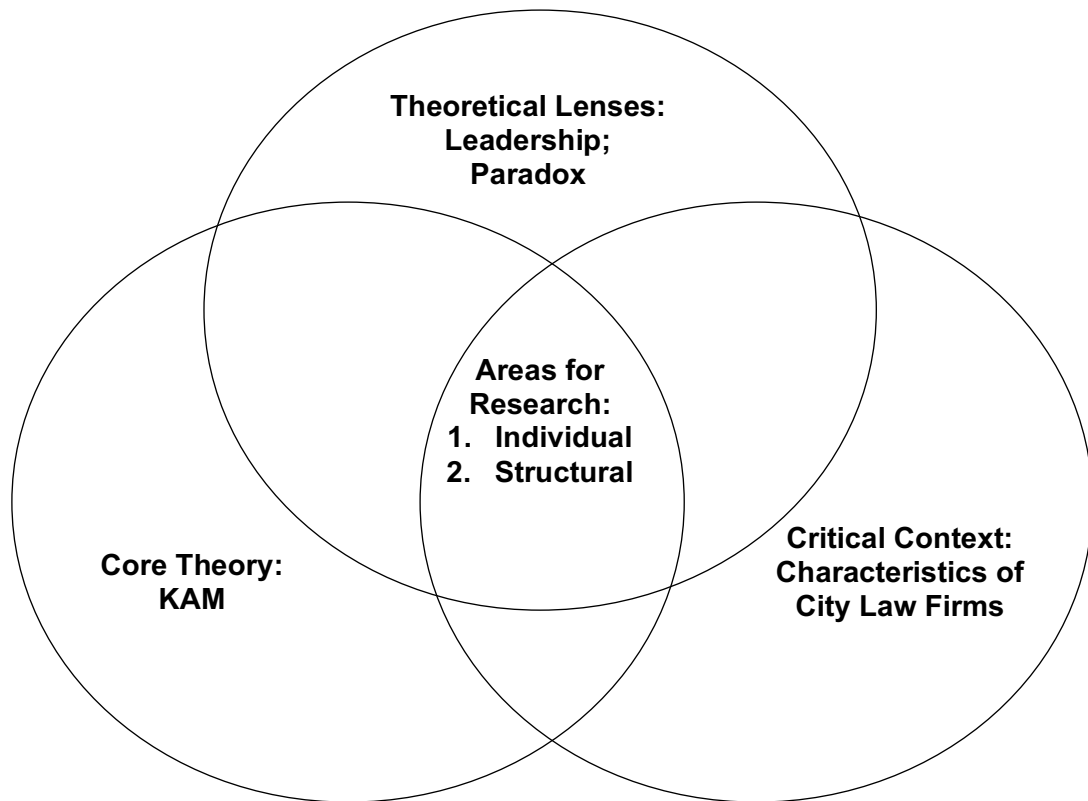 Theoretical Lenses:
Leadership;
Paradox
Areas for
Research:
1. Individual
2. Structural
Core Theory:
KAM
Critical Context:
Characteristics of
City Law Firms